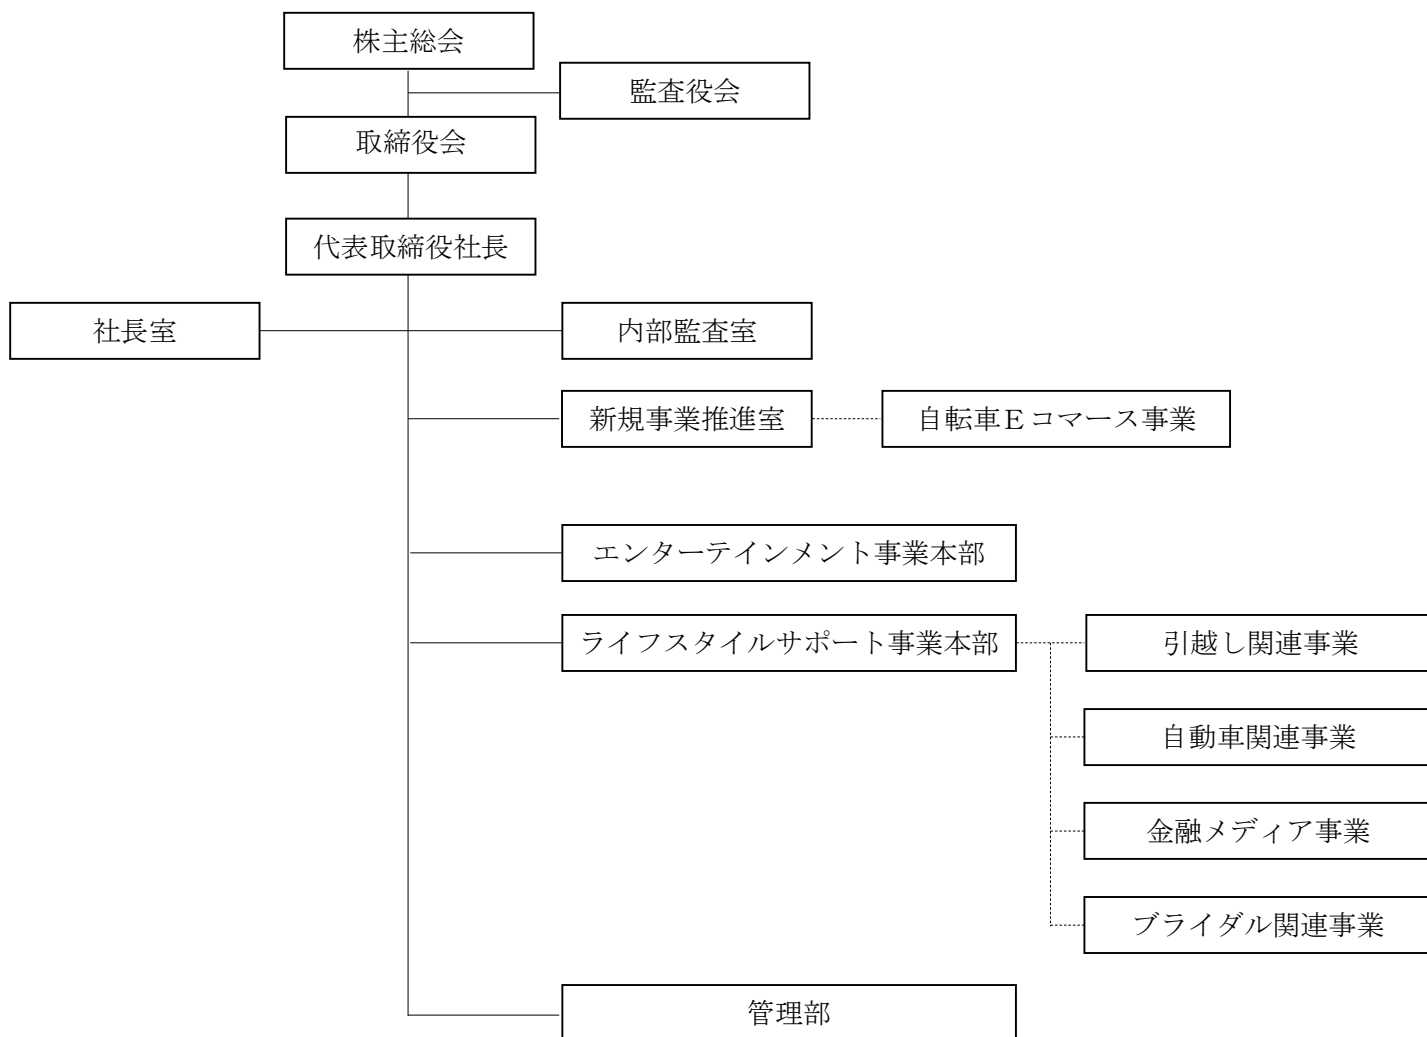 株主総会
監査役会
取締役会
代表取締役社長
社長室
内部監査室
新規事業推進室
自転車Ｅコマース事業
エンターテインメント事業本部
ライフスタイルサポート事業本部
引越し関連事業
自動車関連事業
金融メディア事業
ブライダル関連事業
管理部